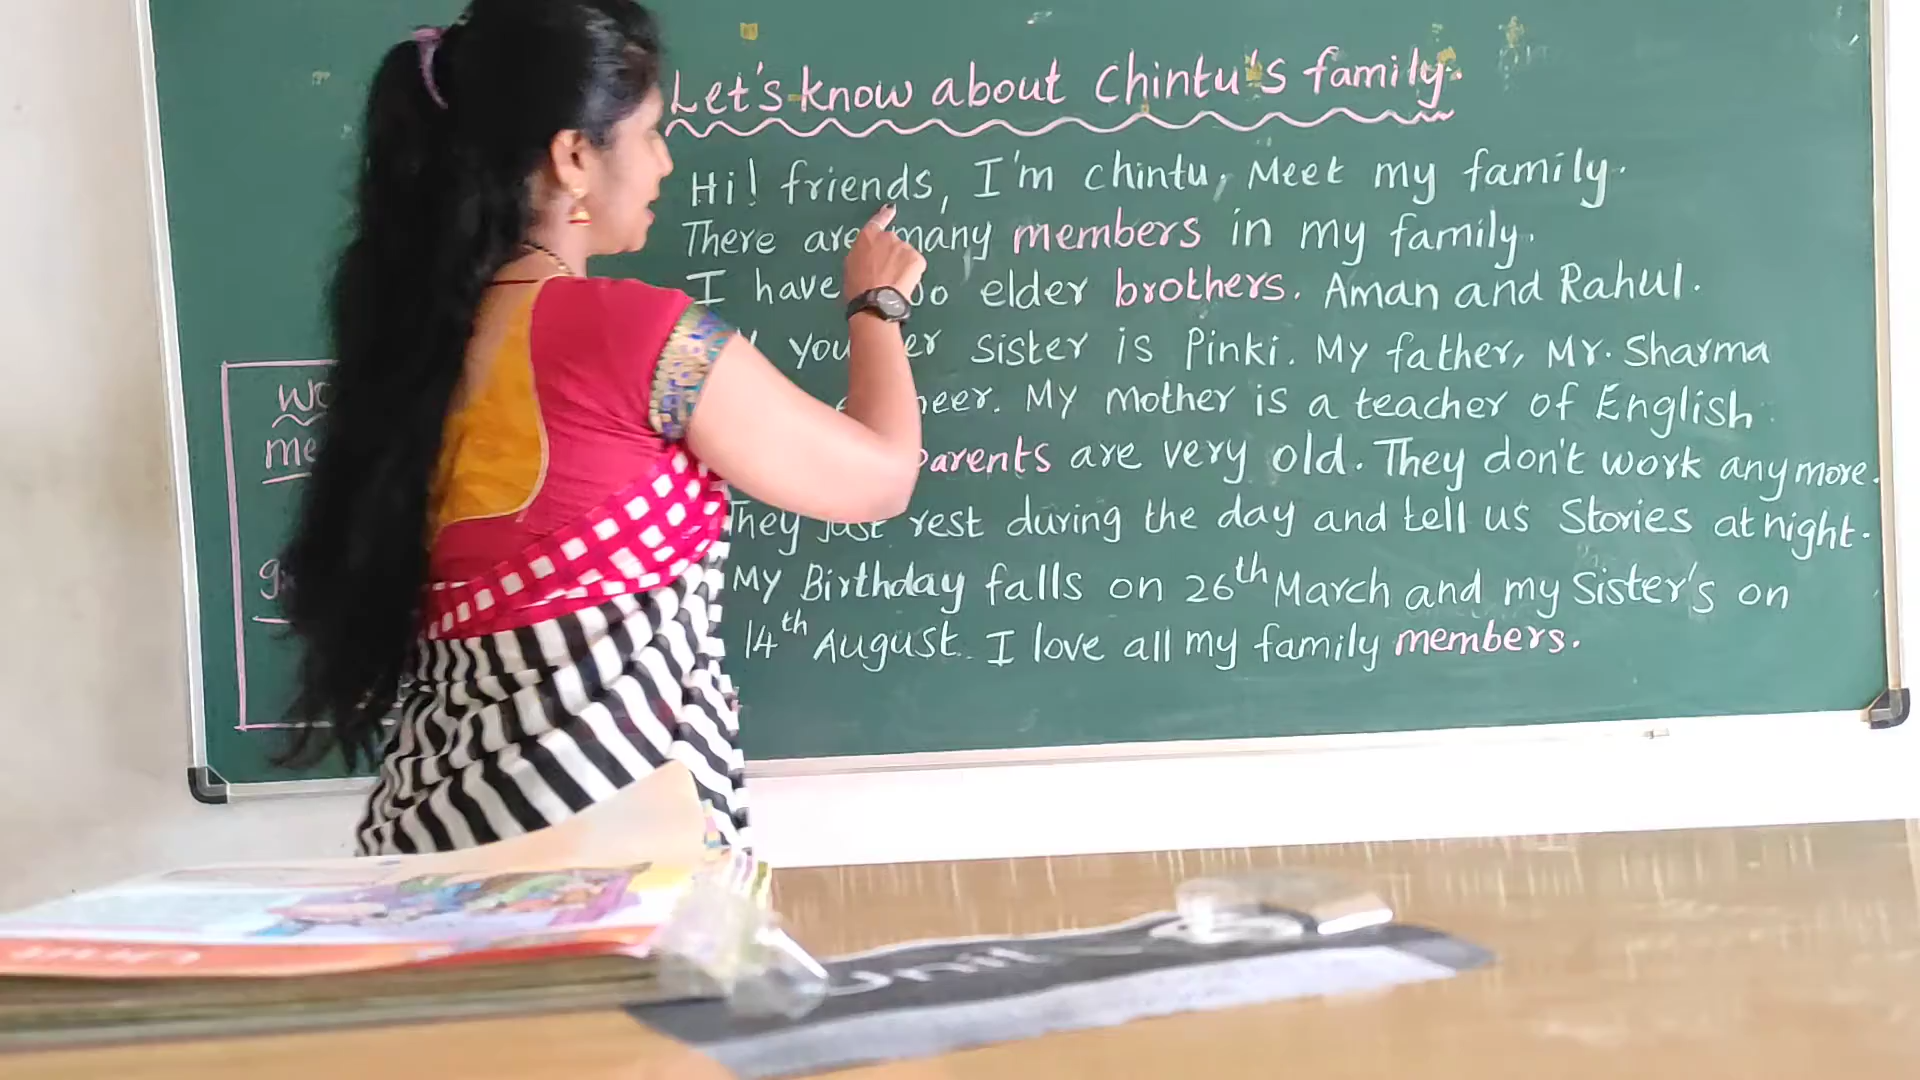 Let's know about Chintu's family.
Hi! friends, I'm chintu, Meet my family.
There are many members in my family.
I have elder brothers. Aman and Rahul.
sister is Pinki. My father, Mr. Sharma
My mother is a teacher of English
are very old. They don't work anymore.
They just rest during the day and tell us Stories at night.
My Birthday falls on 26th March and my Sister's on
14th August. I love all my family members.